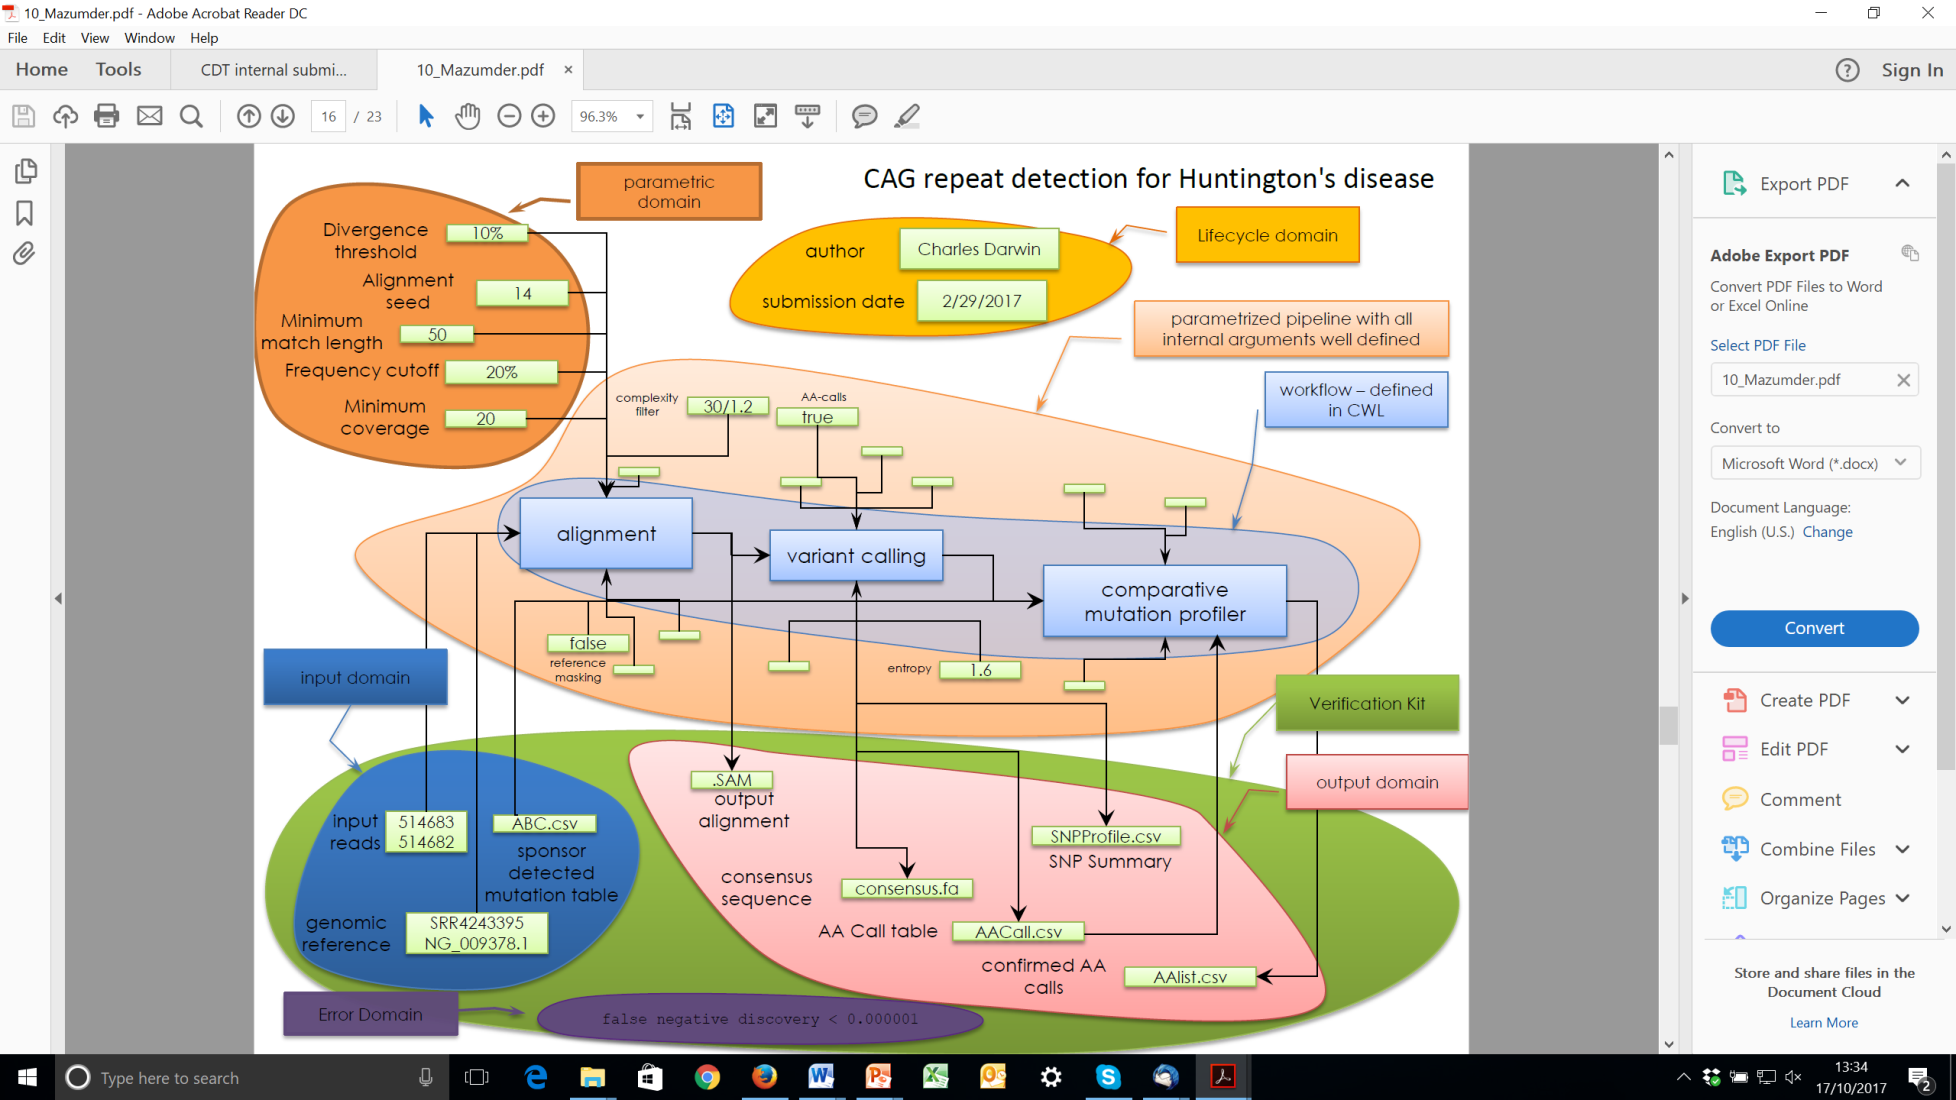 10_Mazumder.pdf - Adobe Acrobat Reader DC
File Edit View Window Help
Home Tools CDT internal submi... 10_Mazumder.pdf ×
? Sign In
16 / 23 96.3%
CAG repeat detection for Huntington's disease
parametric
domain
Divergence
threshold
10%
Alignment
seed
14
Minimum
match length
50
Frequency cutoff
20%
Minimum
coverage
20
author
Charles Darwin
submission date
2/29/2017
Lifecycle domain
parametrized pipeline with all
internal arguments well defined
workflow – defined
in CWL
complexity
filter
30/1.2
AA-calls
true
alignment
variant calling
comparative
mutation profiler
false
reference
masking
entropy
1.6
input domain
Verification Kit
output domain
input
reads
514683
514682
ABC.csv
sponsor
detected
mutation table
genomic
reference
SRR4243395
NG_009378.1
.SAM
output
alignment
SNPProfile.csv
SNP Summary
consensus
sequence
consensus.fa
AA Call table
AACall.csv
confirmed AA
calls
AAlist.csv
Error Domain
false negative discovery < 0.000001
Export PDF
Adobe Export PDF
Convert PDF Files to Word
or Excel Online
Select PDF File
10_Mazumder.pdf
Convert to
Microsoft Word (*.docx)
Document Language:
English (U.S.) Change
Convert
Create PDF
Edit PDF
Comment
Combine Files
Organize Pages
Store and share files in the
Document Cloud
Learn More
Type here to search
13:34
17/10/2017
2